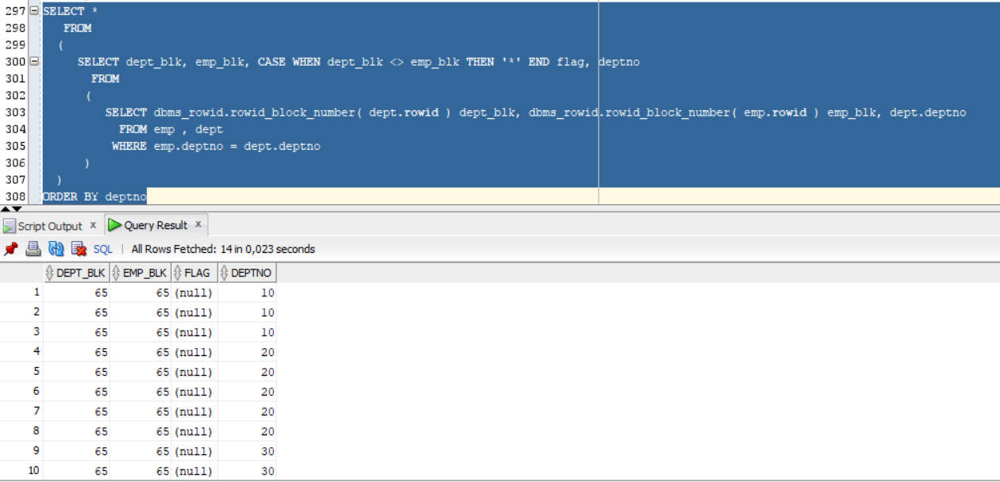 297 SELECT *
298 FROM
299 (
300 SELECT dept_blk, emp_blk, CASE WHEN dept_blk <> emp_blk THEN '*' END flag, deptno
301 FROM
302 (
303 SELECT dbms_rowid.rowid_block_number( dept.rowid ) dept_blk, dbms_rowid.rowid_block_number( emp.rowid ) emp_blk, dept.deptno
304 FROM emp , dept
305 WHERE emp.deptno = dept.deptno
306 )
307 )
308 ORDER BY deptno
Script Output x Query Result x
SQL | All Rows Fetched: 14 in 0,023 seconds
DEPT_BLK EMP_BLK FLAG DEPTNO
1 65 65 (null) 10
2 65 65 (null) 10
3 65 65 (null) 10
4 65 65 (null) 20
5 65 65 (null) 20
6 65 65 (null) 20
7 65 65 (null) 20
8 65 65 (null) 20
9 65 65 (null) 30
10 65 65 (null) 30